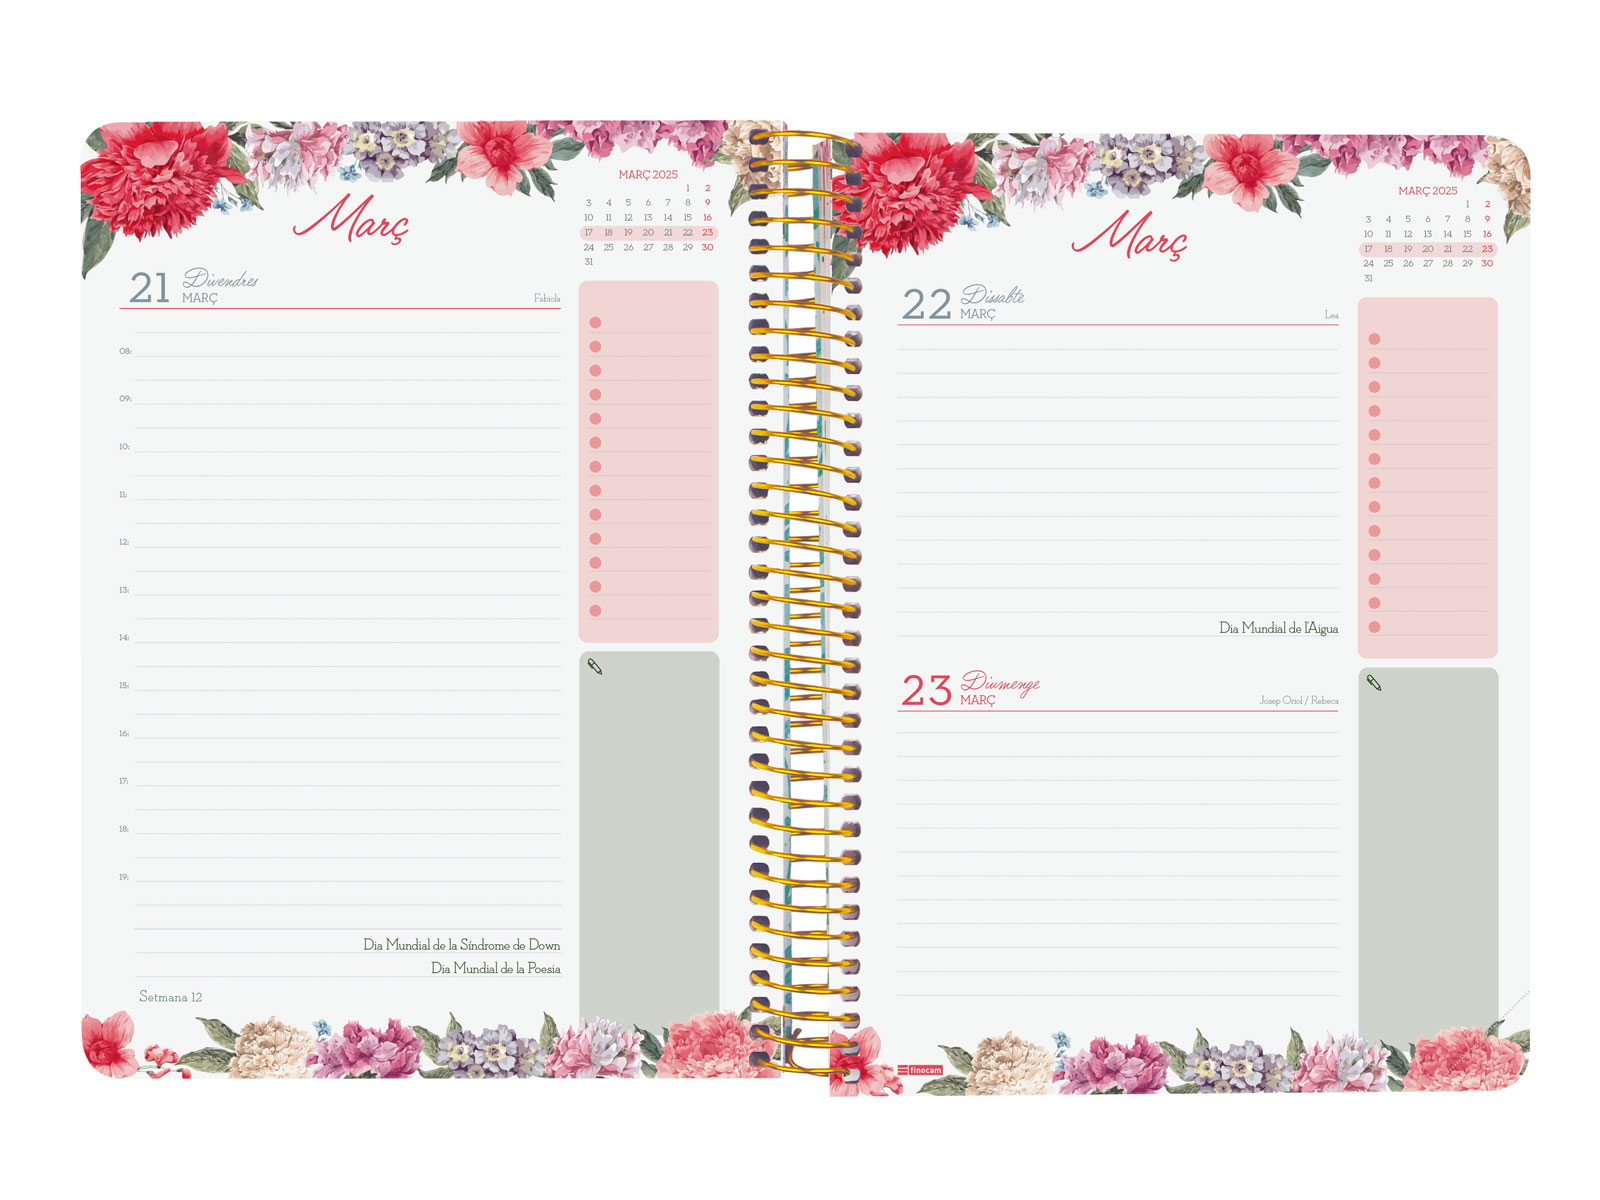 Març
MARÇ 2025
1 2
3 4 5 6 7 8 9
10 11 12 13 14 15 16
17 18 19 20 21 22 23
24 25 26 27 28 29 30
31
21 Divendres
MARÇ
Fabiola
08:
09:
10:
11:
12:
13:
14:
15:
16:
17:
18:
19:
Dia Mundial de la Síndrome de Down
Dia Mundial de la Poesia
Setmana 12
Març
MARÇ 2025
1 2
3 4 5 6 7 8 9
10 11 12 13 14 15 16
17 18 19 20 21 22 23
24 25 26 27 28 29 30
31
22 Dissabte
MARÇ
Lea
Dia Mundial de l'Aigua
23 Diumenge
MARÇ
Josep Oriol / Rebeca
finocam